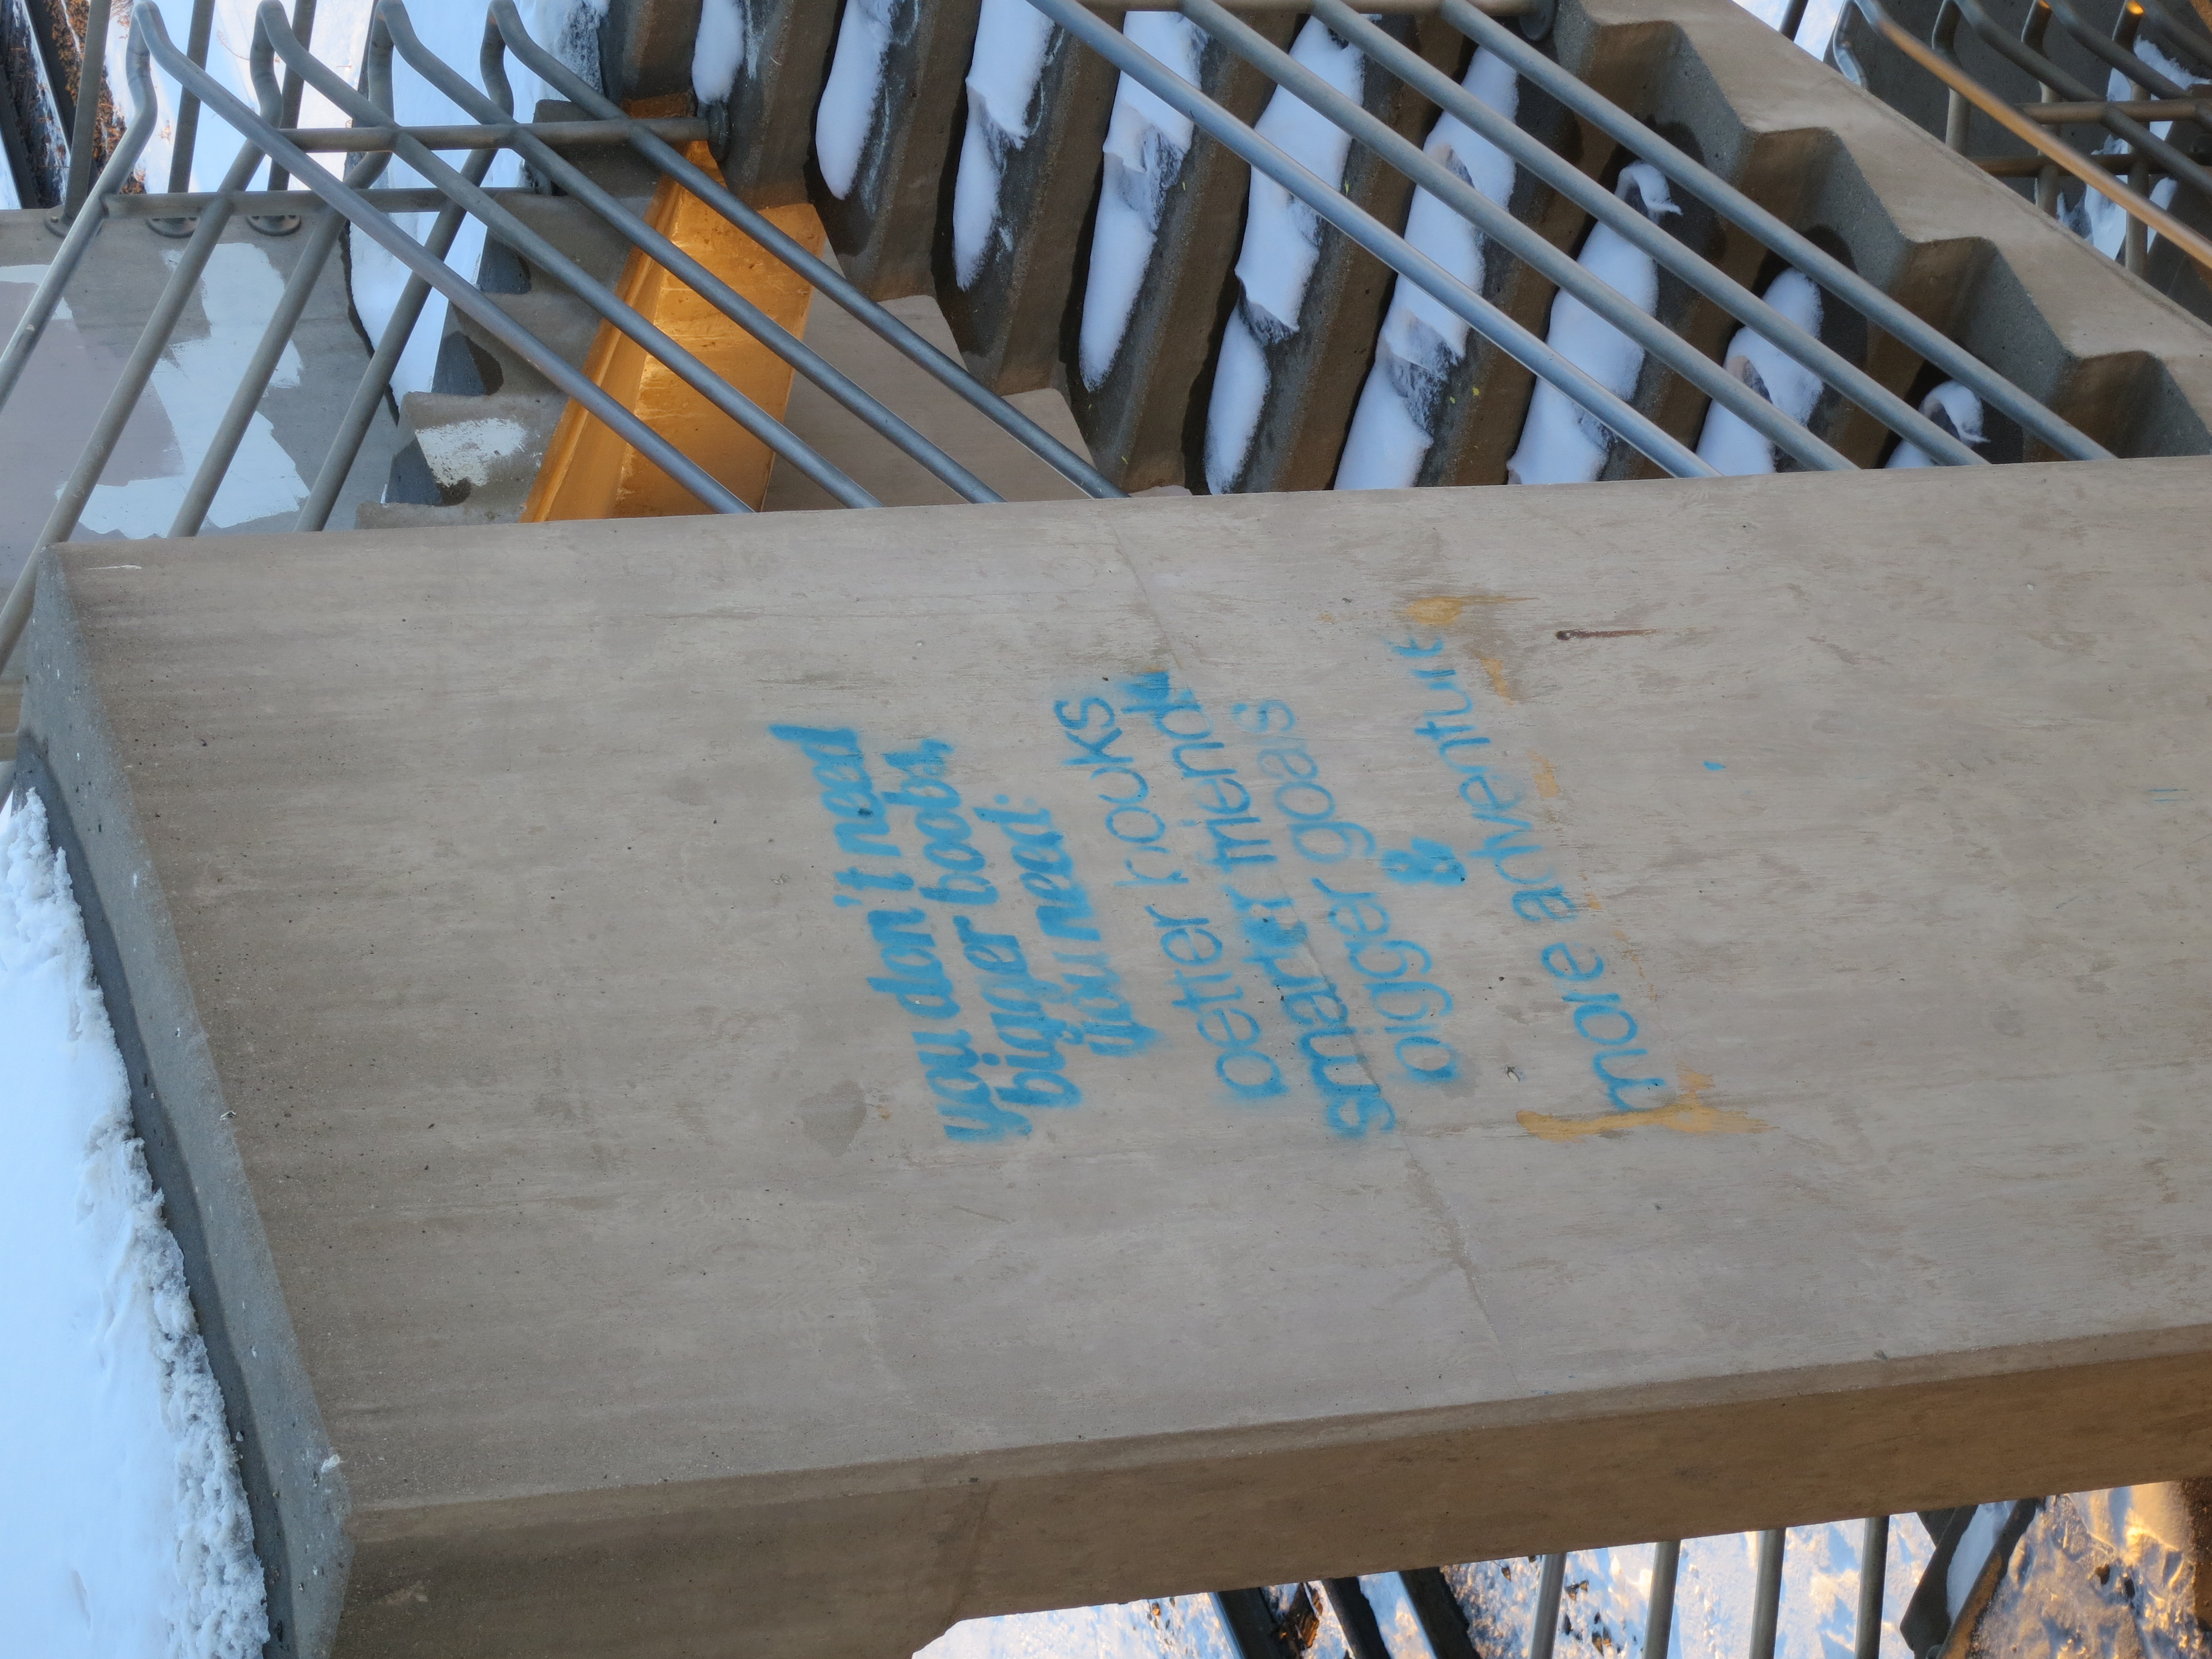 you don't need
bigger boobs.
you need:
better books
smarter friends
bigger goals
&
more adventure